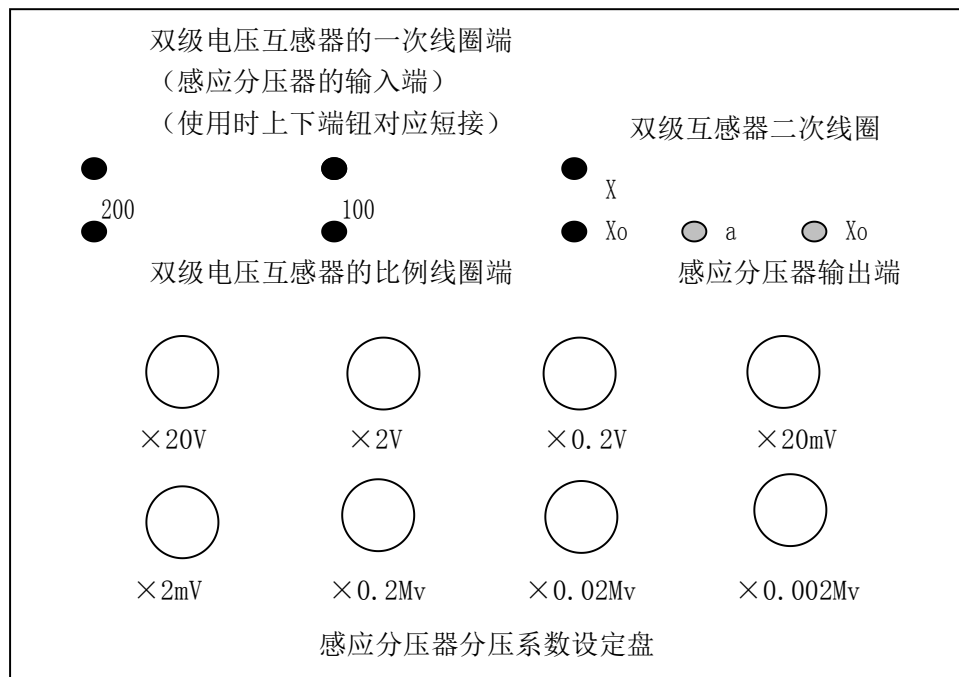 双级电压互感器的一次线圈端
（感应分压器的输入端）
（使用时上下端钮对应短接）
双级互感器二次线圈
X
200
100
Xo
a
Xo
双级电压互感器的比例线圈端
感应分压器输出端
×20V
×2V
×0.2V
×20mV
×2mV
×0.2Mv
×0.02Mv
×0.002Mv
感应分压器分压系数设定盘